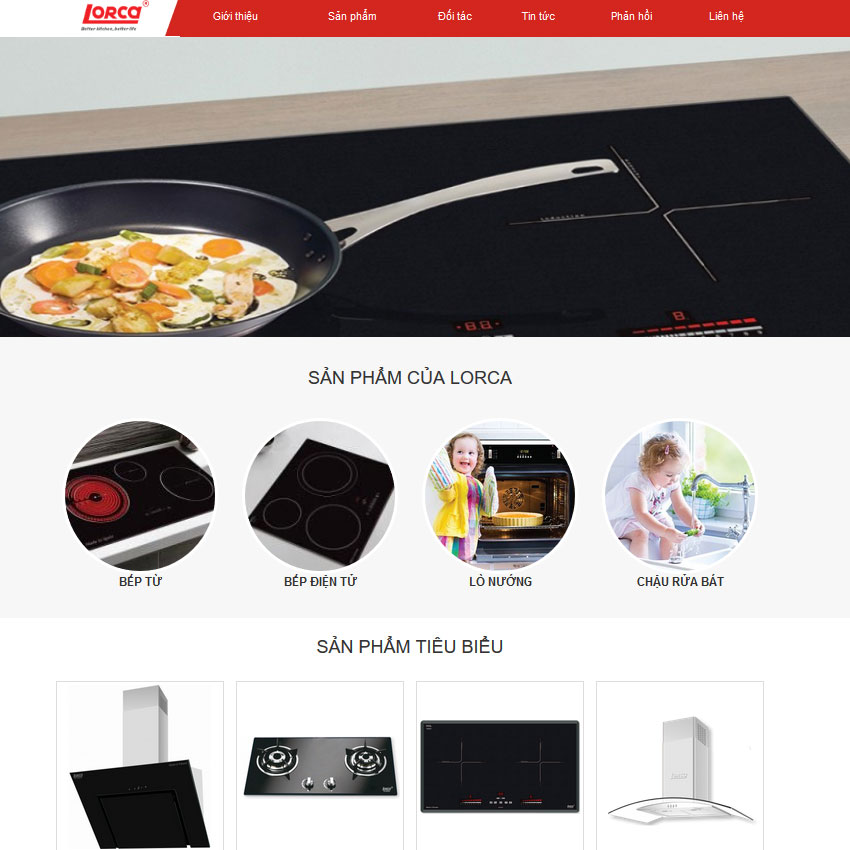 LORCA®
Better kitchen, better life
Giới thiệu
Sản phẩm
Đối tác
Tin tức
Phản hồi
Liên hệ
SẢN PHẨM CỦA LORCA
BẾP TỪ
BẾP ĐIỆN TỪ
LÒ NƯỚNG
CHẬU RỬA BÁT
SẢN PHẨM TIÊU BIỂU